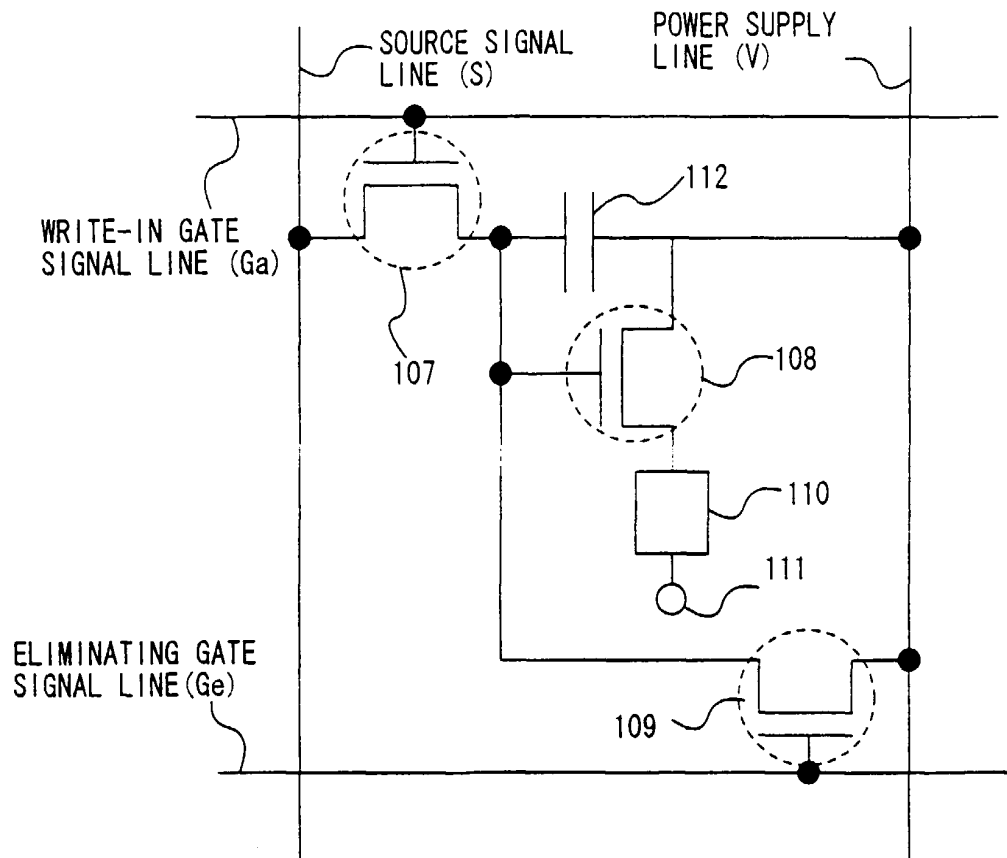 SOURCE SIGNAL
LINE (S)
POWER SUPPLY
LINE (V)
112
WRITE-IN GATE
SIGNAL LINE (Ga)
107
108
110
111
ELIMINATING GATE
SIGNAL LINE(Ge)
109